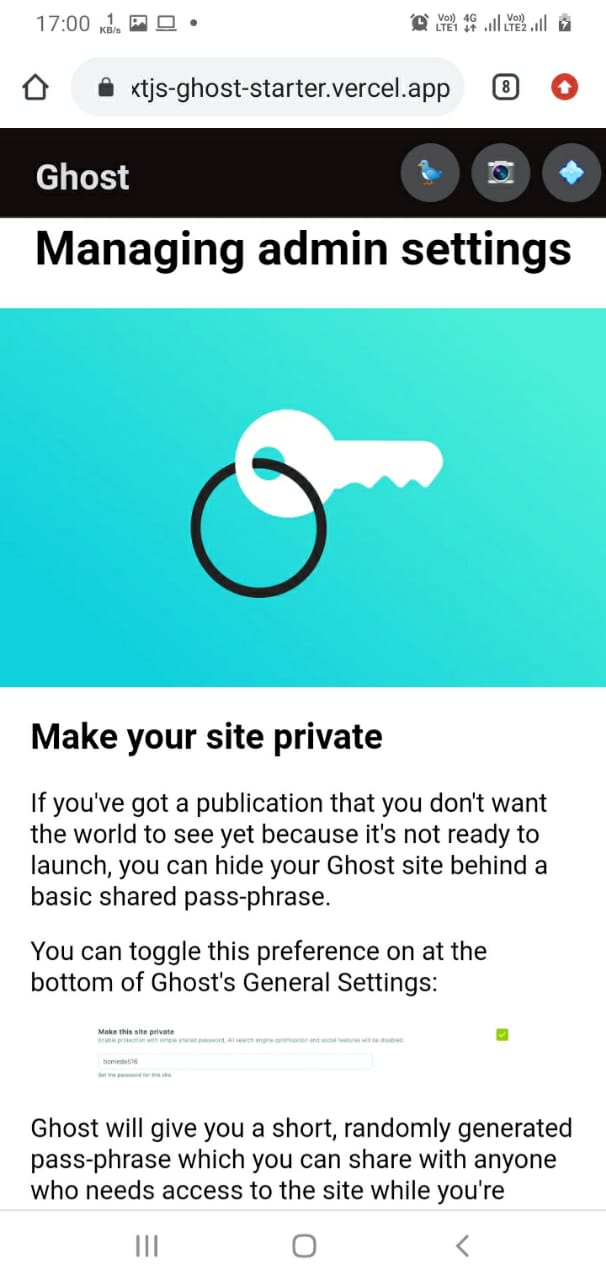 17:00
1
KB/s
Vo))
LTE1
4G
Vo))
LTE2
xtjs-ghost-starter.vercel.app
8
Ghost
Managing admin settings
Make your site private
If you've got a publication that you don't want
the world to see yet because it's not ready to
launch, you can hide your Ghost site behind a
basic shared pass-phrase.
You can toggle this preference on at the
bottom of Ghost's General Settings:
Make this site private
Enable protection with simple shared password, All search engine optimization and social features will be disabled.
Set the password for this site
Ghost will give you a short, randomly generated
pass-phrase which you can share with anyone
who needs access to the site while you're